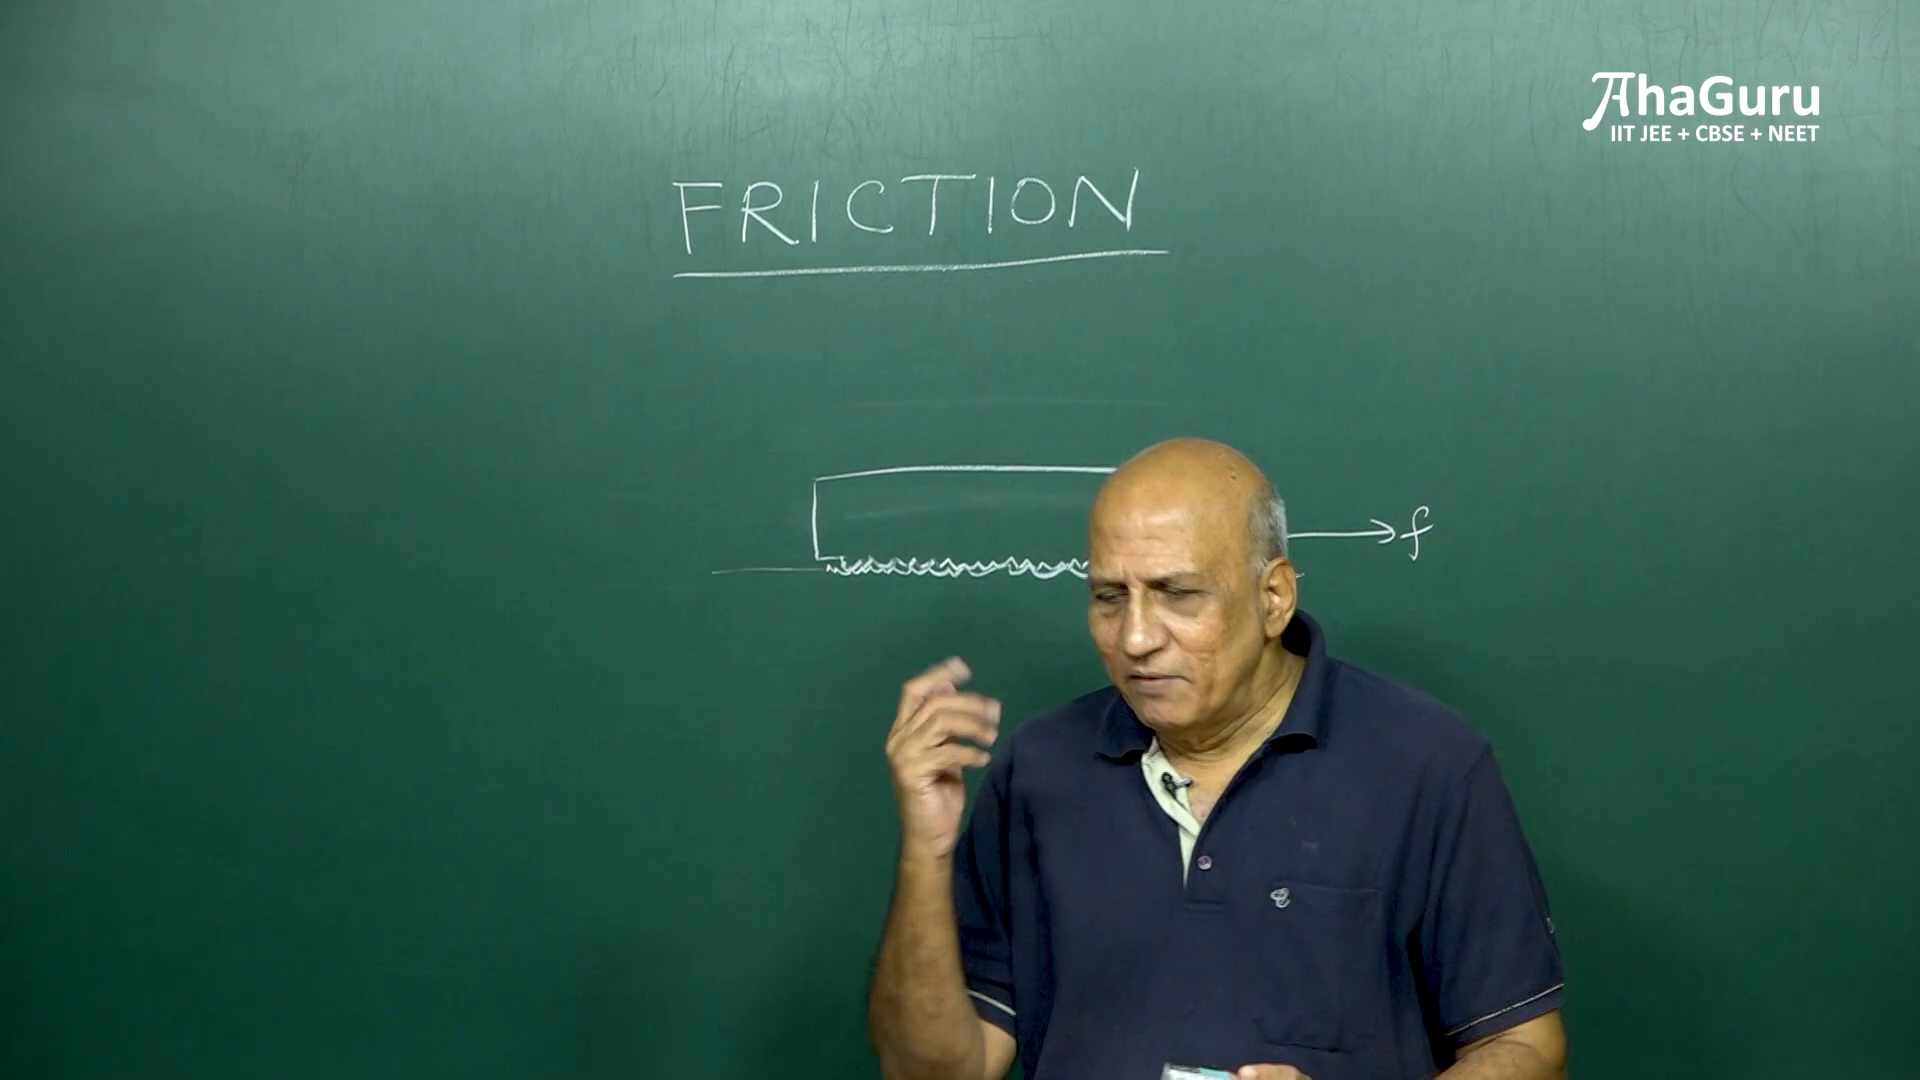 AhaGuru
IIT JEE + CBSE + NEET
FRICTION
f